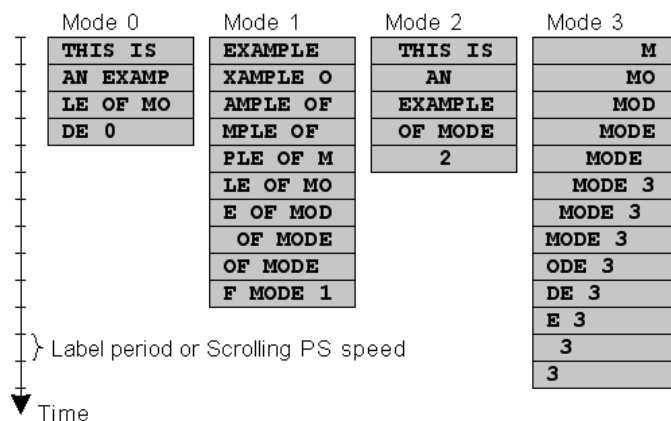 Mode 0
THIS IS
AN EXAMP
LE OF MO
DE 0
Mode 1
EXAMPLE
XAMPLE O
AMPLE OF
MPLE OF
PLE OF M
LE OF MO
E OF MOD
OF MODE
OF MODE
F MODE 1
Mode 2
THIS IS
AN
EXAMPLE
OF MODE
2
Mode 3
M
MO
MOD
MODE
MODE
MODE 3
MODE 3
MODE 3
ODE 3
DE 3
E 3
3
3
} Label period or Scrolling PS speed
Time